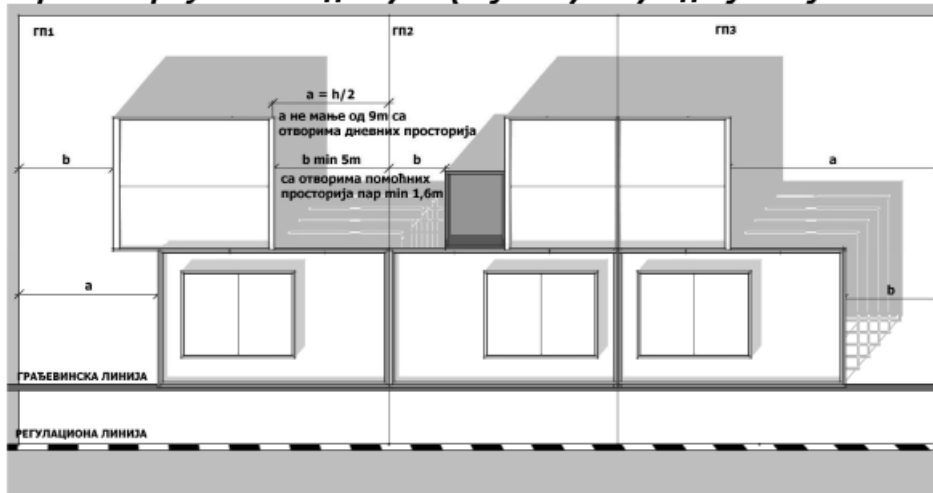 ГП1
ГП2
ГП3
a = h/2
а не мање од 9m са
отворима дневних просторија
b
b min 5m
b
a
са отворима помоћних
просторија пар min 1,6m
a
b
ГРАЂЕВИНСКА ЛИНИЈА
РЕГУЛАЦИОНА ЛИНИЈА